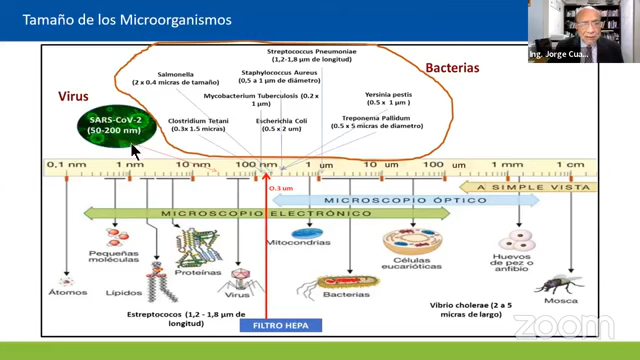 Tamaño de los Microorganismos
Ing. Jorge Cua...
Streptococcus Pneumoniae
(1,2-1,8 μm de longitud)
Bacterias
Salmonella
(2 x 0.4 micras de tamaño)
Staphylococcus Aureus
(0,5 a 1 μm de diámetro)
Virus
Mycobacterium Tuberculosis (0.2 x
1 μm)
Yersinia pestis
(0.5 x 1 μm )
SARS-CoV-2
(50-200 nm)
Clostridium Tetani
(0.3x 1.5 micras)
Escherichia Coli
(0.5 x 2 um)
Treponema Pallidum
(0.5 x 5 micras de diametro)
0,1 nm
1 nm
10 nm
100 nm
1 um
10 um
100 um
1 mm
1 cm
0.3 um
A SIMPLE VISTA
MICROSCOPIO ÓPTICO
MICROSCOPIO ELECTRÓNICO
Átomos
Pequeñas
moléculas
Lípidos
Proteínas
Virus
Mitocondrias
Bacterias
Células
eucarióticas
Huevos
de pez o
anfibio
Mosca
Estreptococos (1,2 - 1,8 μm de
longitud)
FILTRO HEPA
Vibrio cholerae (2 a 5
micras de largo)
zoom